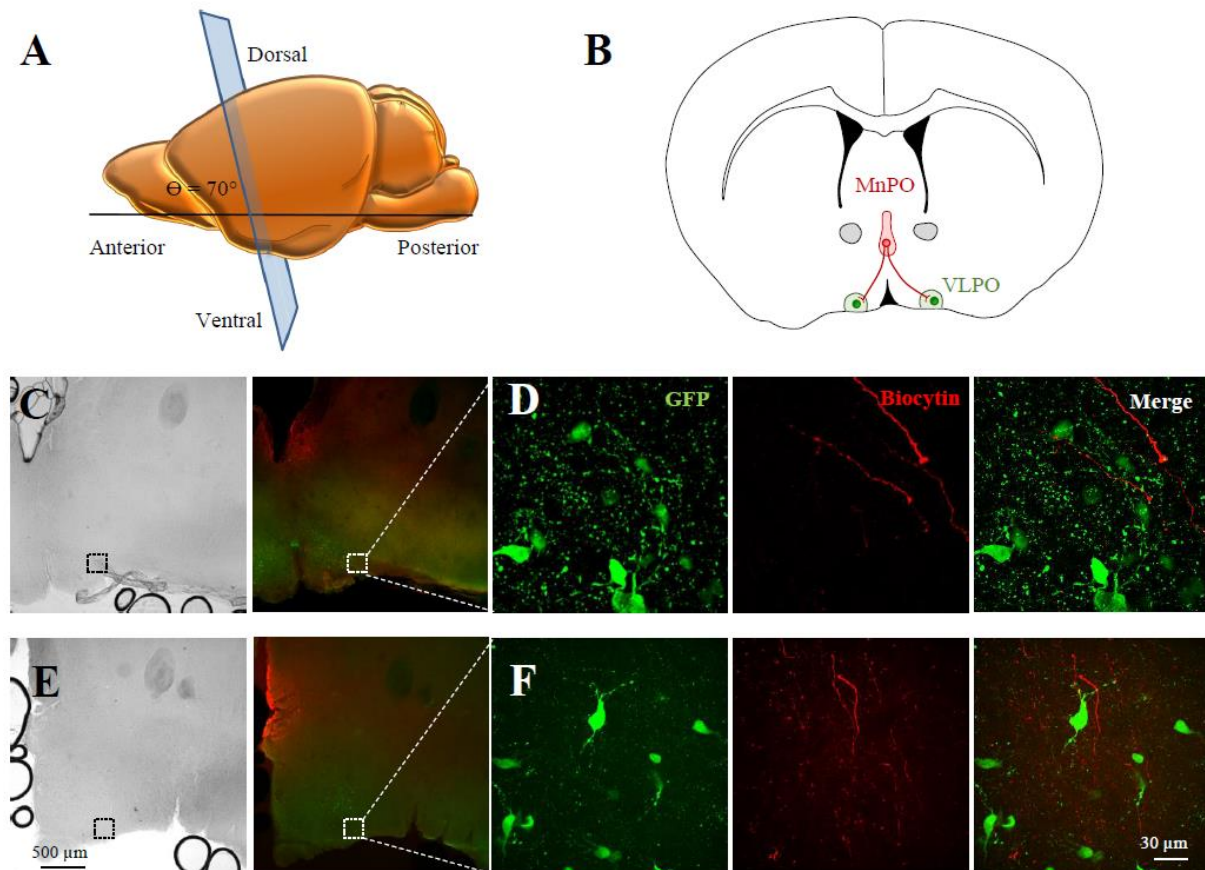 A
Dorsal
Ɵ = 70°
Anterior
Posterior
Ventral
B
MnPO
VLPO
C
D
GFP
Biocytin
Merge
E
500 µm
F
30 µm